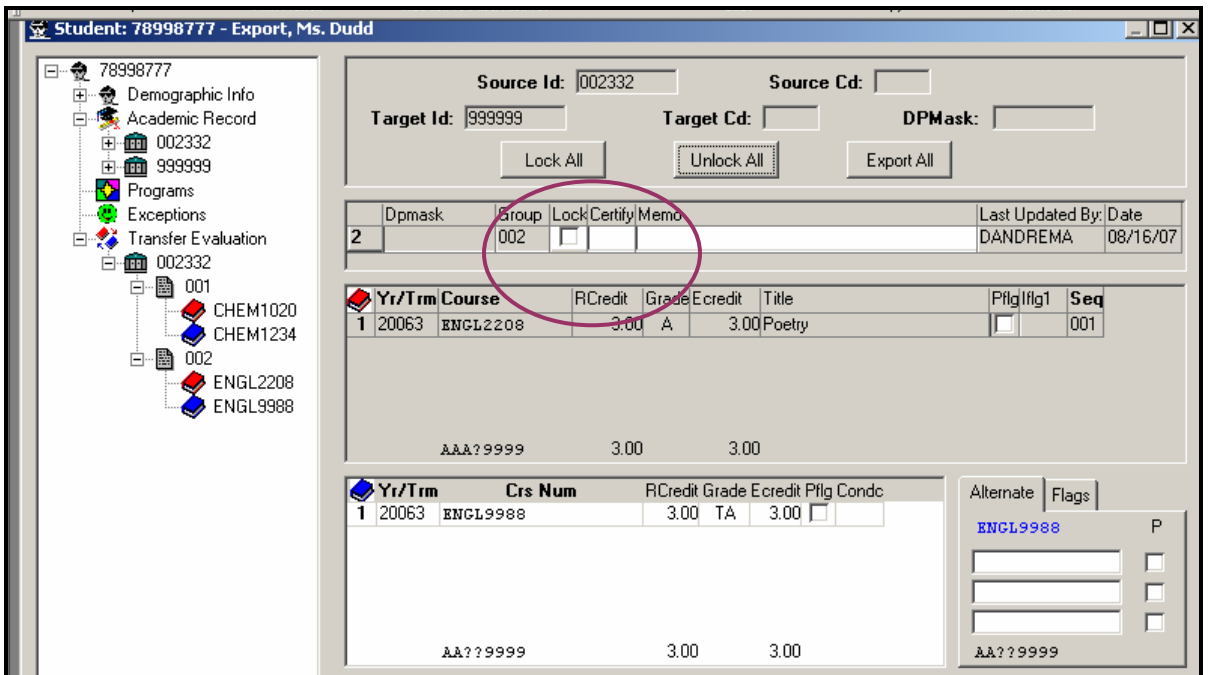 Student: 78998777 - Export, Ms. Dudd
78998777
Demographic Info
Academic Record
002332
999999
Programs
Exceptions
Transfer Evaluation
002332
001
CHEM1020
CHEM1234
002
ENGL2208
ENGL9988
Source Id: 002332 Source Cd:
Target Id: 999999 Target Cd: DPMask:
Lock All Unlock All Export All
Dpmask Group Lock Certify Memo Last Updated By: Date
2 002 DANDREMA 08/16/07
Yr/Trm Course RCredit Grade Ecredit Title Pflg Iflg1 Seq
1 20063 ENGL2208 3.00 A 3.00 Poetry 001
AAA?9999 3.00 3.00
Yr/Trm Crs Num RCredit Grade Ecredit Pflg Condc
1 20063 ENGL9988 3.00 TA 3.00
AA??9999 3.00 3.00
Alternate Flags
ENGL9988 P
AA??9999